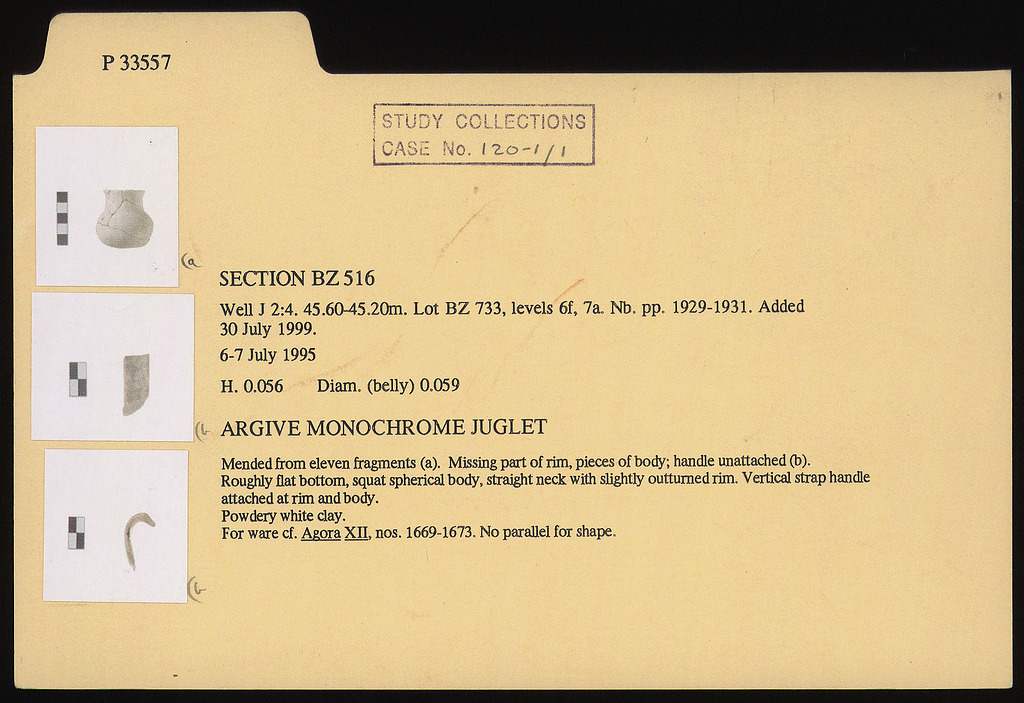 P 33557
STUDY COLLECTIONS
CASE No. 120-1/1
(a
SECTION BZ 516
Well J 2:4. 45.60-45.20m. Lot BZ 733, levels 6f, 7a. Nb. pp. 1929-1931. Added
30 July 1999.
6-7 July 1995
H. 0.056 Diam. (belly) 0.059
(b
ARGIVE MONOCHROME JUGLET
Mended from eleven fragments (a). Missing part of rim, pieces of body; handle unattached (b).
Roughly flat bottom, squat spherical body, straight neck with slightly outturned rim. Vertical strap handle
attached at rim and body.
Powdery white clay.
For ware cf. Agora XII, nos. 1669-1673. No parallel for shape.
(b